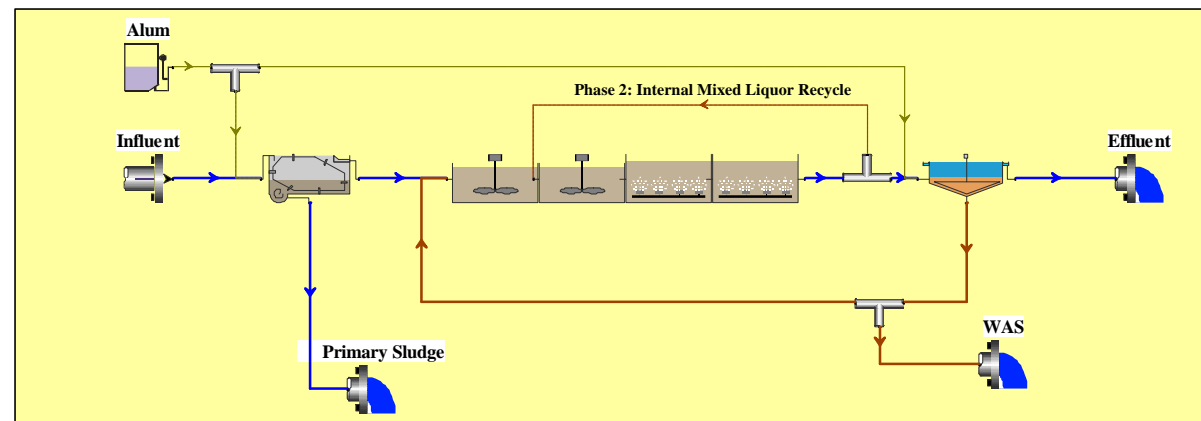 Alum
Phase 2: Internal Mixed Liquor Recycle
Influent
Effluent
Primary Sludge
WAS